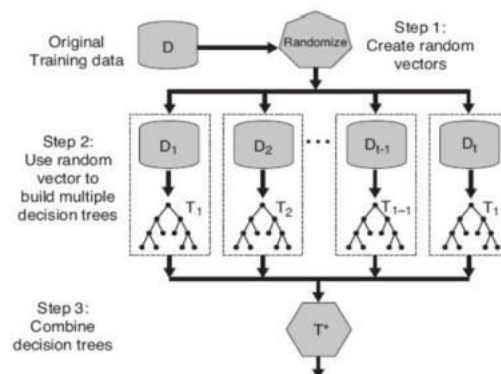 Original
Training data
D
Randomize
Step 1:
Create random
vectors
Step 2:
Use random
vector to
build multiple
decision trees
D1
D2
...
Dt-1
Dt
T1
T2
T1–1
T1
Step 3:
Combine
decision trees
T*